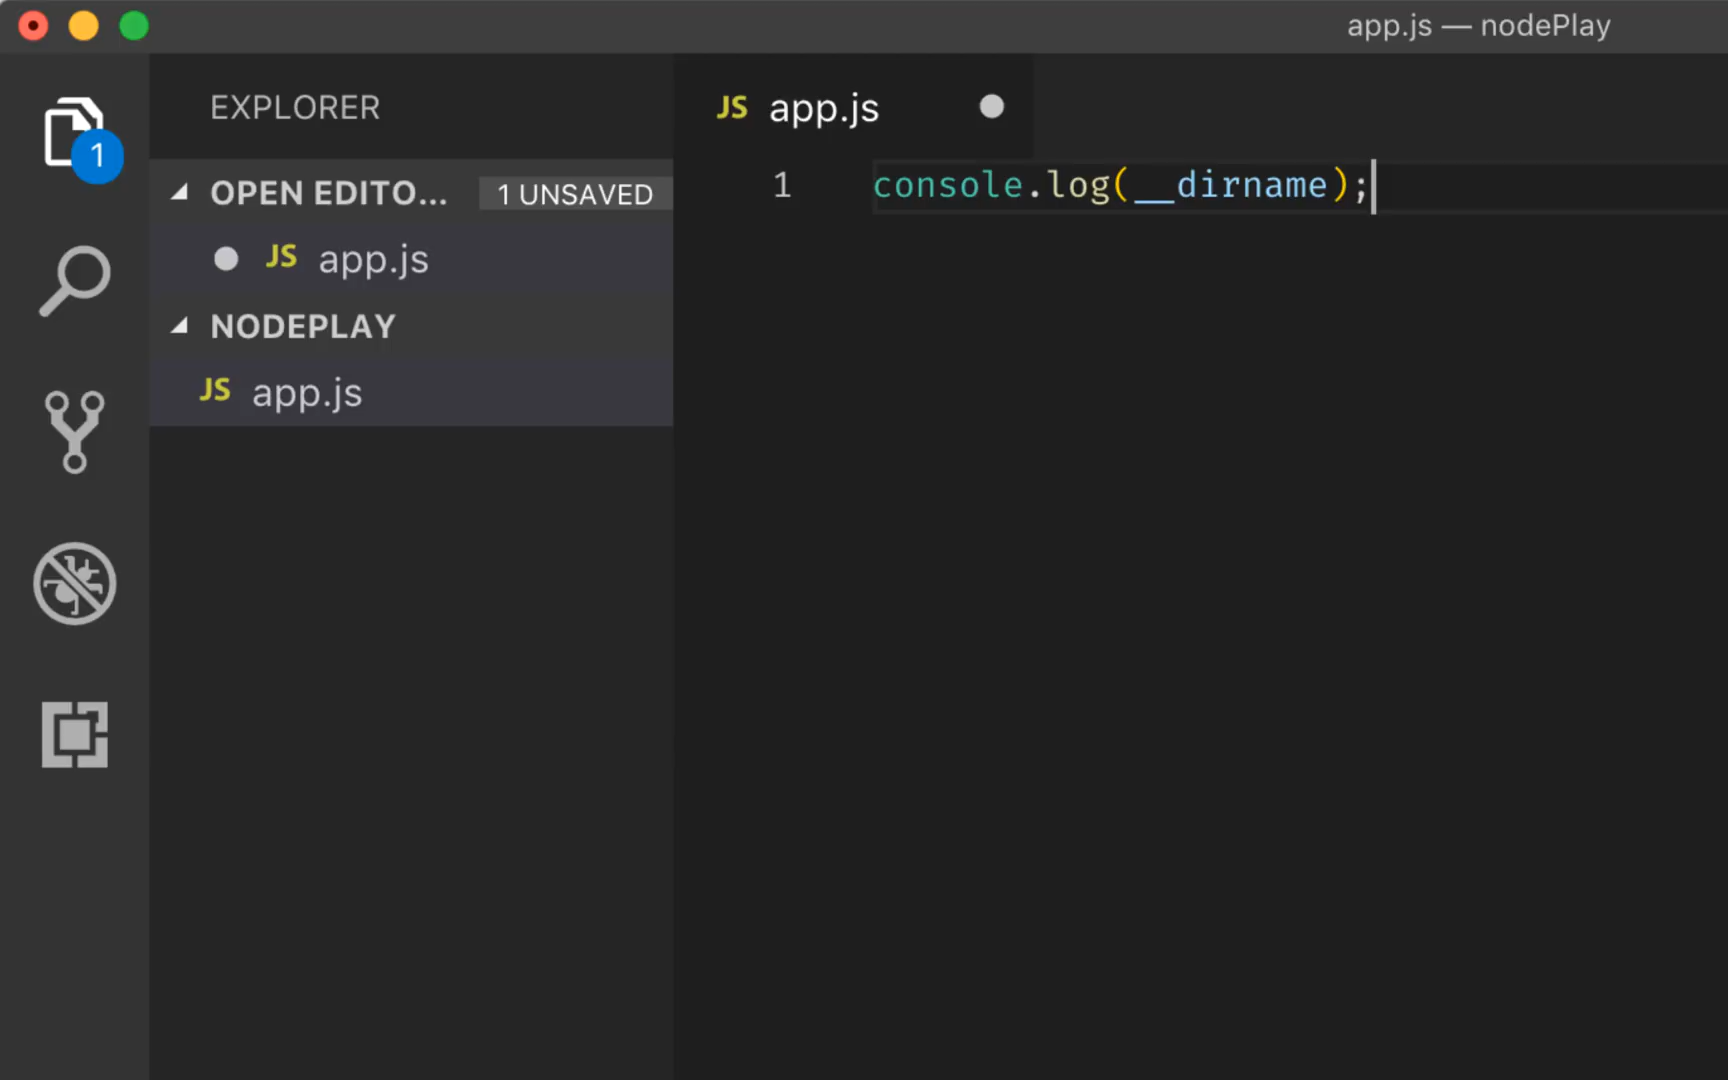 app.js — nodePlay
EXPLORER
JS app.js
1
OPEN EDITO... 1 UNSAVED
1 console.log(__dirname);
JS app.js
NODEPLAY
JS app.js